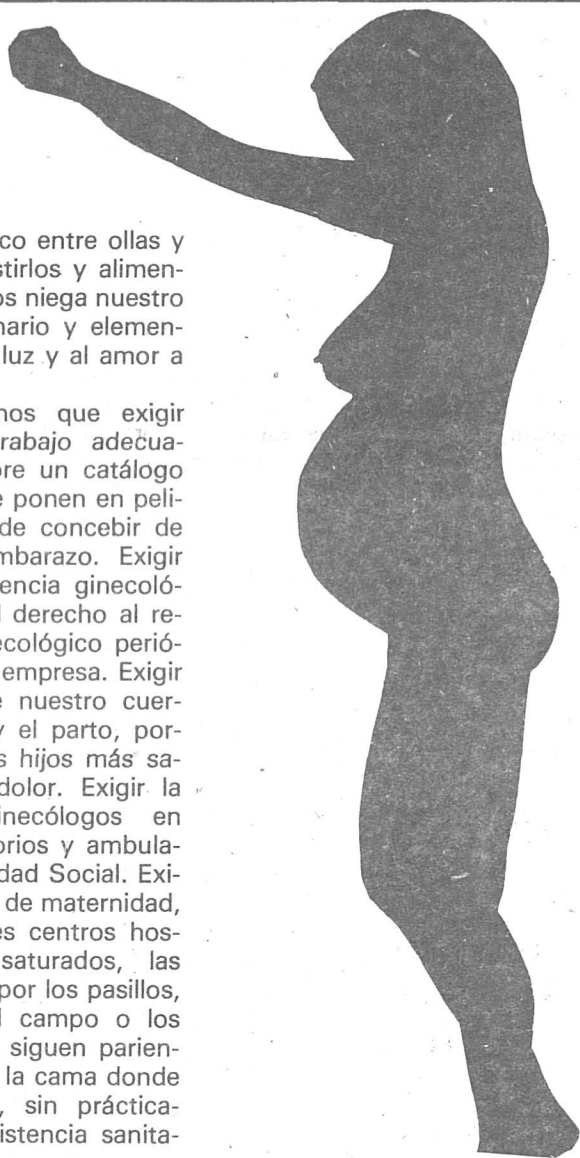 co entre ollas y
stirlos y alimen-
os niega nuestro
nario y elemen-
luz y al amor a
nos que exigir
rabajo adecua-
bre un catálogo
e ponen en peli-
de concebir de
mbarazo. Exigir
encia ginecoló-
l derecho al re-
ecológico perió-
empresa. Exigir
e nuestro cuer-
y el parto, por-
s hijos más sa-
dolor. Exigir la
inecólogos en
orios y ambula-
dad Social. Exi-
de maternidad,
es centros hos-
saturados, las
por los pasillos,
l campo o los
siguen parien-
la cama donde
, sin práctica-
istencia sanita-